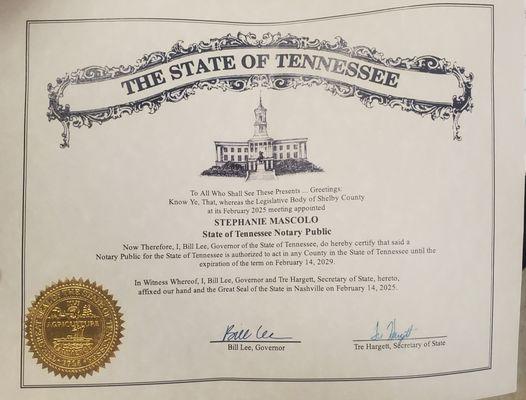 THE STATE OF TENNESSEE
To All Who Shall See These Presents ... Greetings:
Know Ye, That, whereas the Legislative Body of Shelby County
at its February 2025 meeting appointed
STEPHANIE MASCOLO
State of Tennessee Notary Public
Now Therefore, I, Bill Lee, Governor of the State of Tennessee, do hereby certify that said a
Notary Public for the State of Tennessee is authorized to act in any County in the State of Tennessee until the
expiration of the term on February 14, 2029.
In Witness Whereof, I, Bill Lee, Governor and Tre Hargett, Secretary of State, hereto,
affixed our hand and the Great Seal of the State in Nashville on February 14, 2025.
AGRICULTURE
Bill Lee
Tre Hargett
Bill Lee, Governor
Tre Hargett, Secretary of State